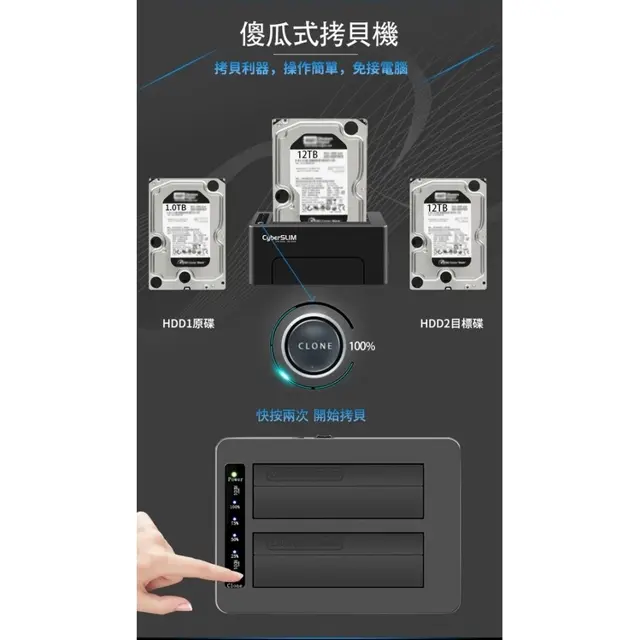 傻瓜式拷貝機
拷貝利器，操作簡單，免接電腦
12TB
1.0TB
12TB
CyberSLIM
HDD1原碟
HDD2目標碟
CLONE
100%
快按兩次 開始拷貝
Power
100%
75%
50%
25%
Clone